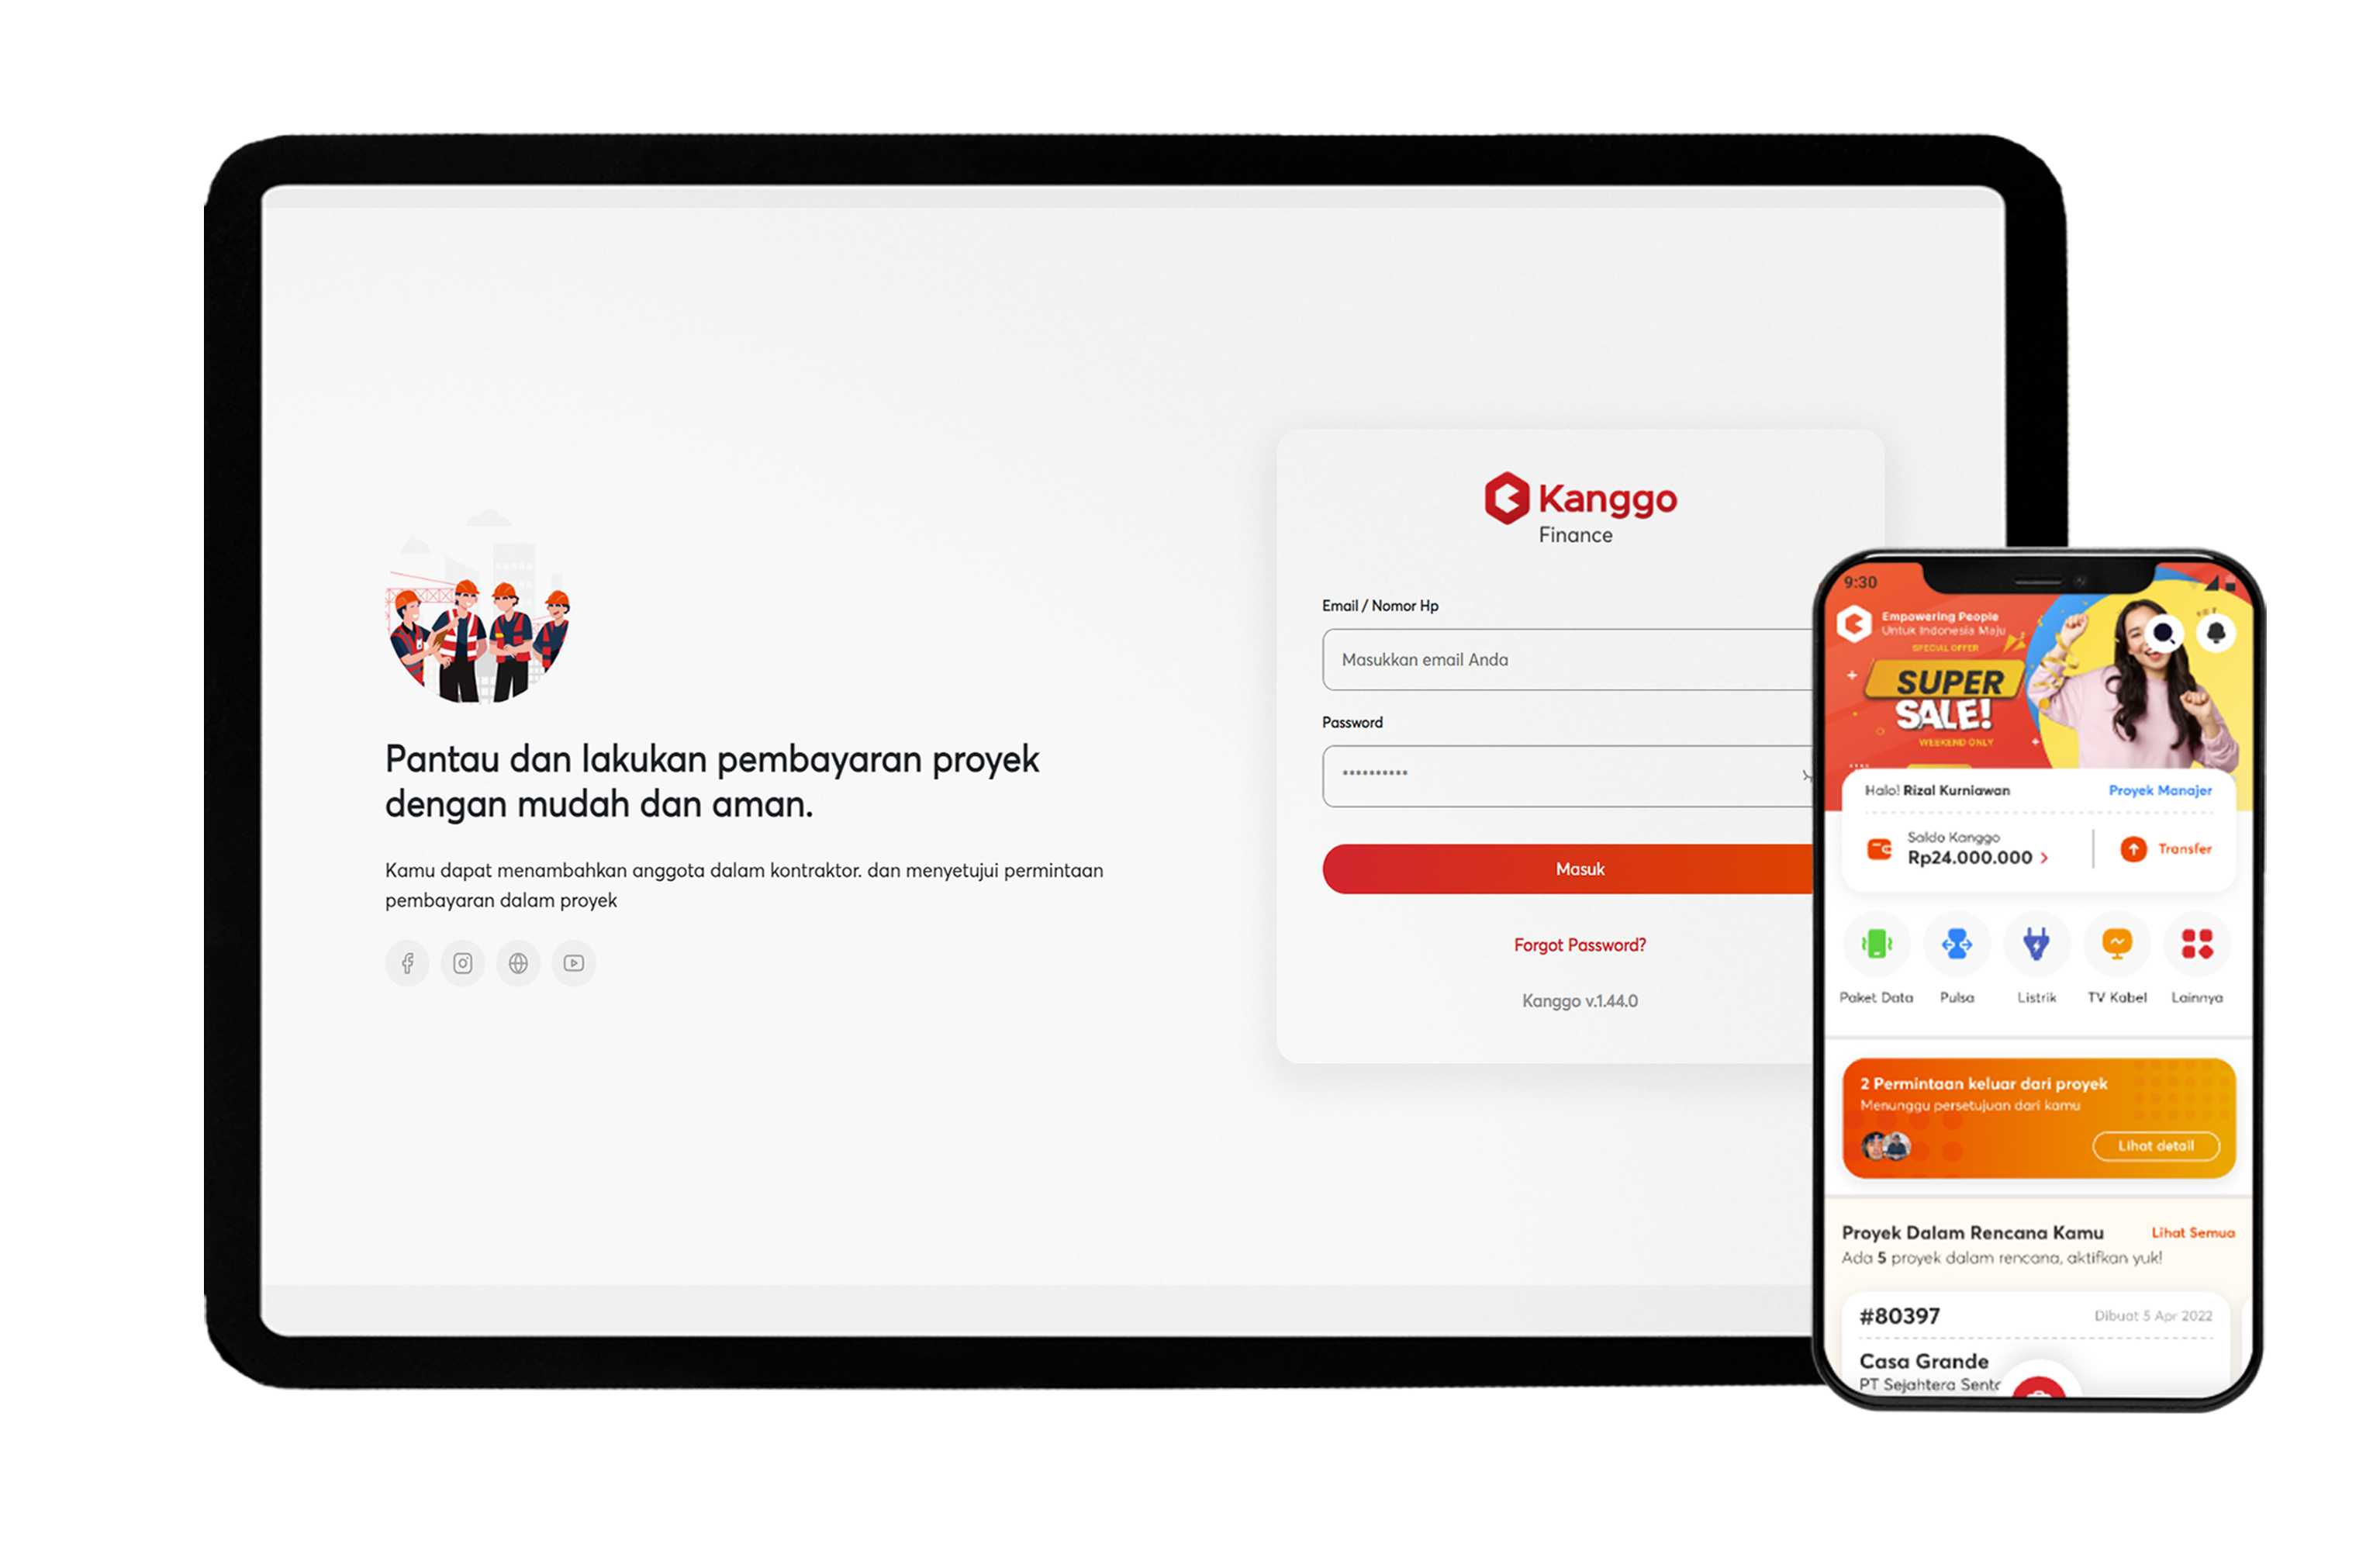 Pantau dan lakukan pembayaran proyek
dengan mudah dan aman.
Kamu dapat menambahkan anggota dalam kontraktor. dan menyetujui permintaan
pembayaran dalam proyek
Kanggo
Finance
Email / Nomor Hp
Masukkan email Anda
Password
**********
Masuk
Forgot Password?
Kanggo v.1.44.0
9:30
Empowering People
Untuk Indonesia Maju
SPECIAL OFFER
SUPER
SALE!
WEEKEND ONLY
Halo! Rizal Kurniawan
Proyek Manajer
Saldo Kanggo
Rp24.000.000
Transfer
Paket Data
Pulsa
Listrik
TV Kabel
Lainnya
2 Permintaan keluar dari proyek
Menunggu persetujuan dari kamu
Lihat detail
Proyek Dalam Rencana Kamu
Lihat Semua
Ada 5 proyek dalam rencana, aktifkan yuk!
#80397
Dibuat 5 Apr 2022
Casa Grande
PT Sejahtera